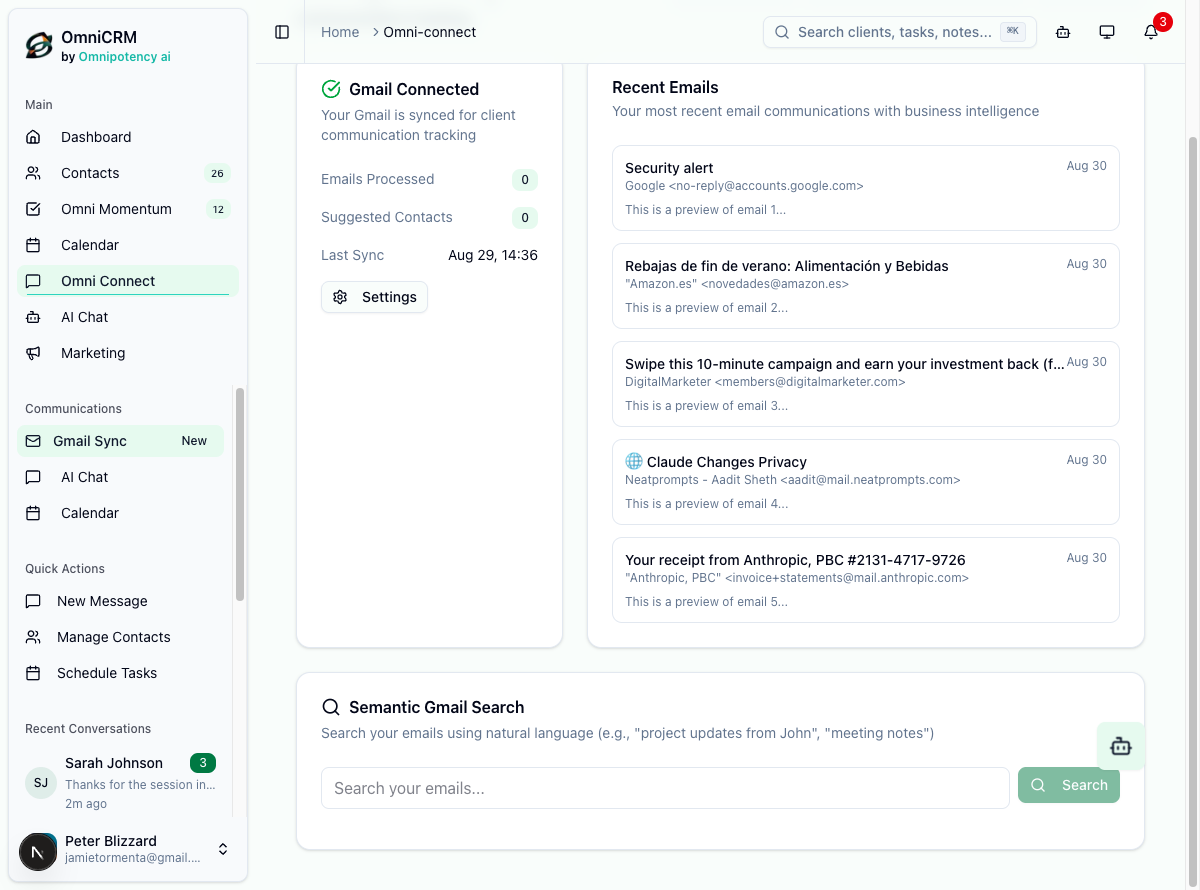 OmniCRM
by Omnipotency ai
Main
Dashboard
Contacts 26
Omni Momentum 12
Calendar
Omni Connect
AI Chat
Marketing
Communications
Gmail Sync New
AI Chat
Calendar
Quick Actions
New Message
Manage Contacts
Schedule Tasks
Recent Conversations
SJ
Sarah Johnson 3
Thanks for the session in...
2m ago
N
Peter Blizzard
jamietormenta@gmail....
Home > Omni-connect
Search clients, tasks, notes... ⌘K
3
Gmail Connected
Your Gmail is synced for client
communication tracking
Emails Processed 0
Suggested Contacts 0
Last Sync Aug 29, 14:36
Settings
Recent Emails
Your most recent email communications with business intelligence
Security alert Aug 30
Google <no-reply@accounts.google.com>
This is a preview of email 1...
Rebajas de fin de verano: Alimentación y Bebidas Aug 30
"Amazon.es" <novedades@amazon.es>
This is a preview of email 2...
Swipe this 10-minute campaign and earn your investment back (f... Aug 30
DigitalMarketer <members@digitalmarketer.com>
This is a preview of email 3...
🌐 Claude Changes Privacy Aug 30
Neatprompts - Aadit Sheth <aadit@mail.neatprompts.com>
This is a preview of email 4...
Your receipt from Anthropic, PBC #2131-4717-9726 Aug 30
"Anthropic, PBC" <invoice+statements@mail.anthropic.com>
This is a preview of email 5...
Semantic Gmail Search
Search your emails using natural language (e.g., "project updates from John", "meeting notes")
Search your emails...
Search